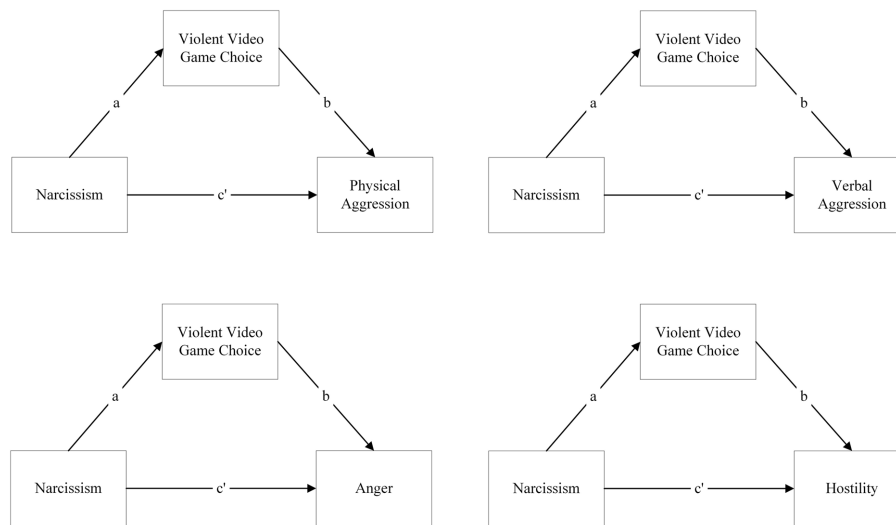 Violent Video
Game Choice
a
b
Narcissism
c'
Physical
Aggression
Violent Video
Game Choice
a
b
Narcissism
c'
Verbal
Aggression
Violent Video
Game Choice
a
b
Narcissism
c'
Anger
Violent Video
Game Choice
a
b
Narcissism
c'
Hostility